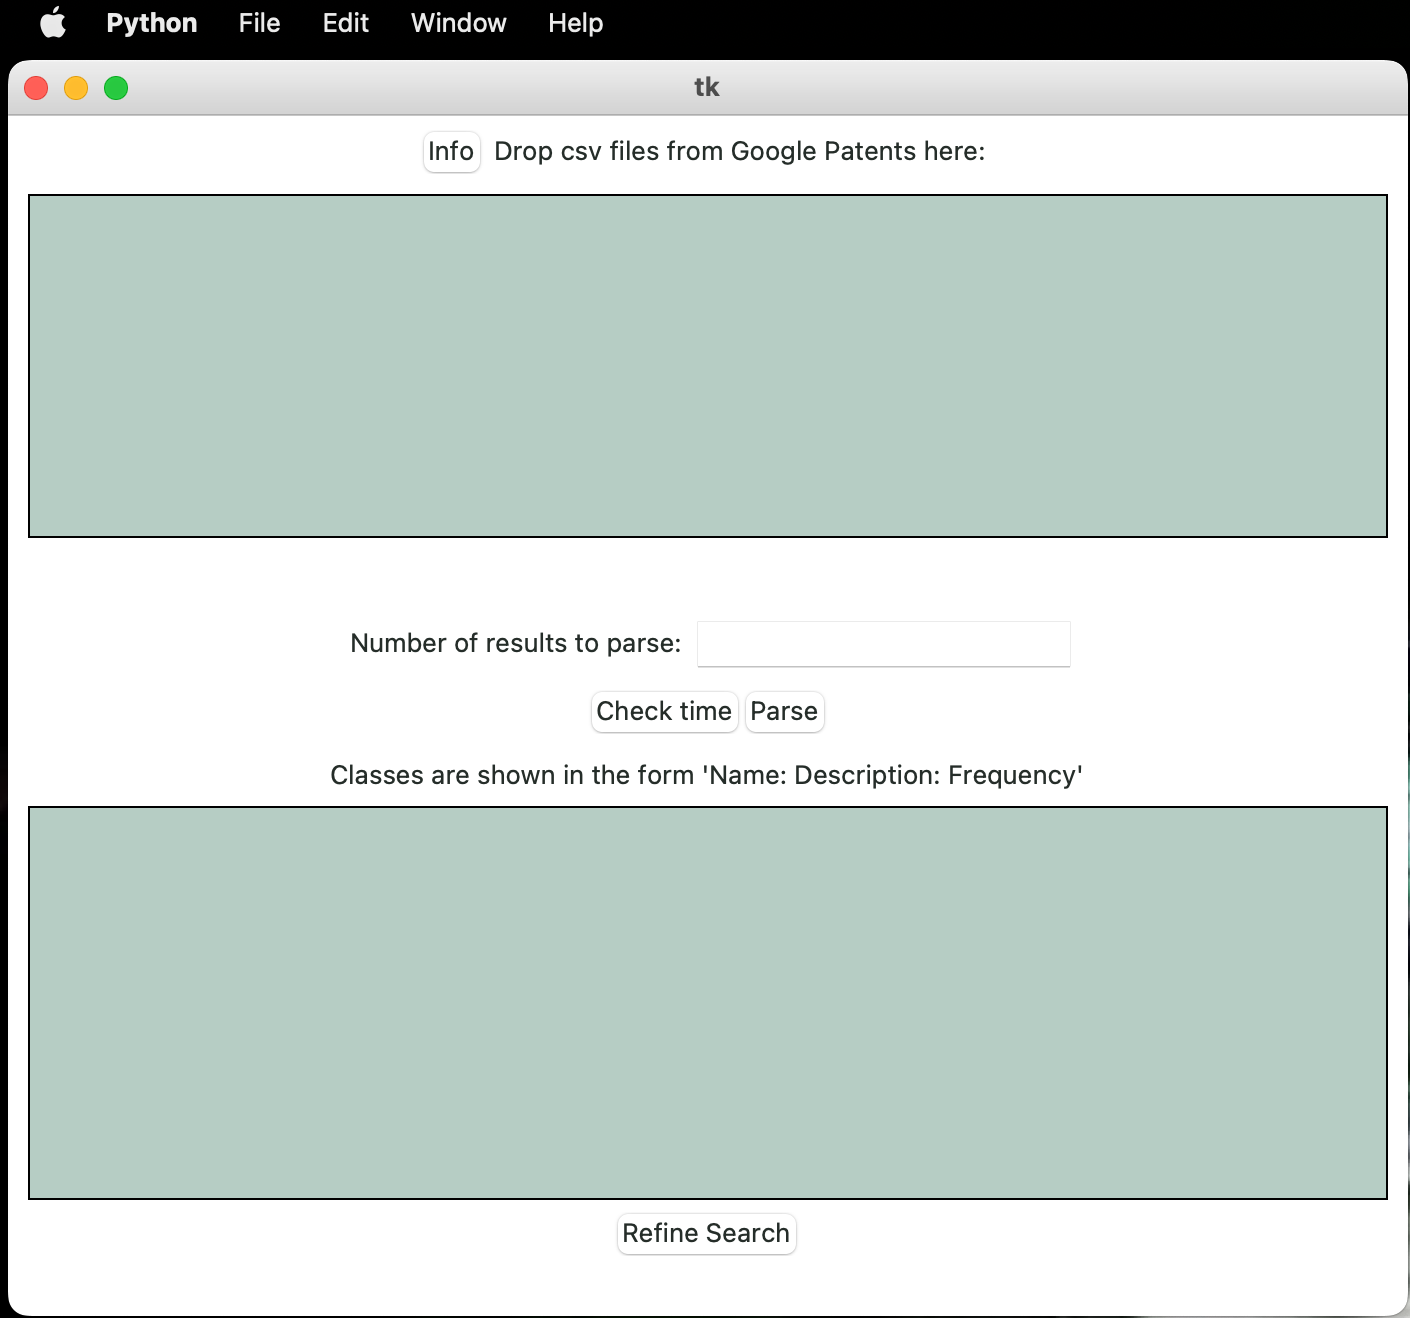 Python File Edit Window Help
tk
Info Drop csv files from Google Patents here:
Number of results to parse:
Check time Parse
Classes are shown in the form 'Name: Description: Frequency'
Refine Search